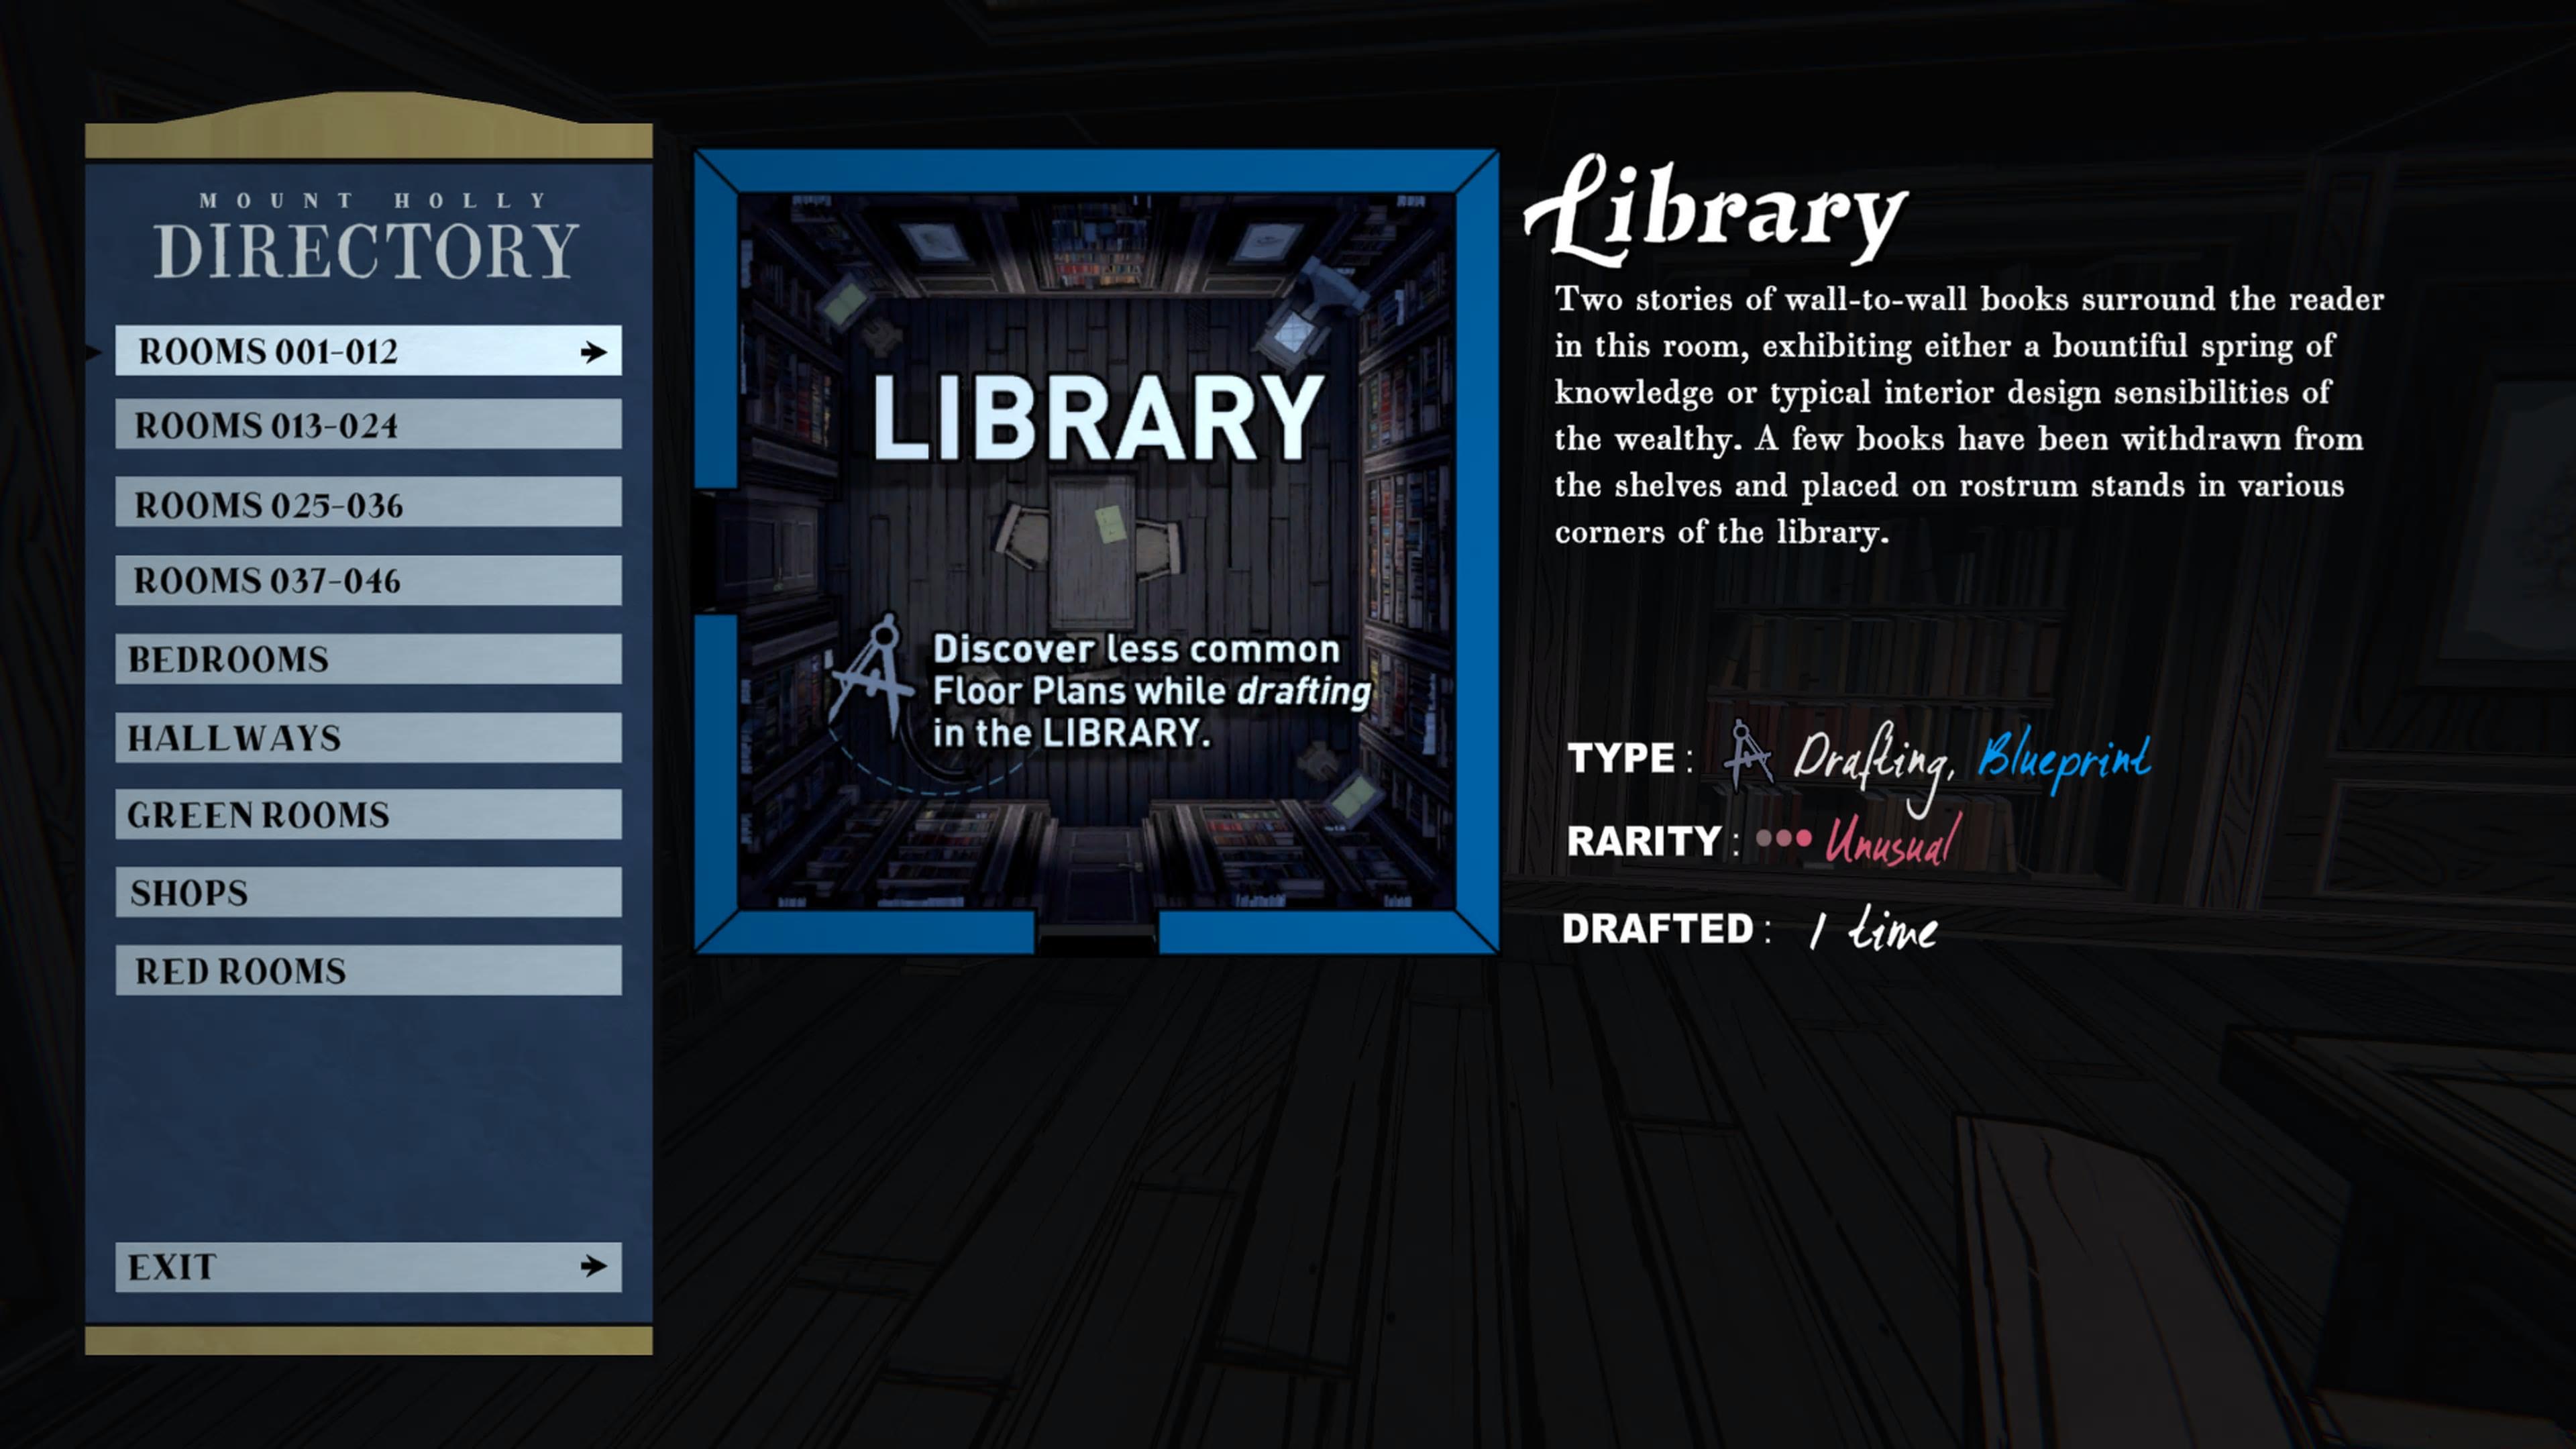 MOUNT HOLLY
DIRECTORY
ROOMS 001-012
ROOMS 013-024
ROOMS 025-036
ROOMS 037-046
BEDROOMS
HALLWAYS
GREEN ROOMS
SHOPS
RED ROOMS
EXIT
LIBRARY
Discover less common
Floor Plans while drafting
in the LIBRARY.
Library
Two stories of wall-to-wall books surround the reader
in this room, exhibiting either a bountiful spring of
knowledge or typical interior design sensibilities of
the wealthy. A few books have been withdrawn from
the shelves and placed on rostrum stands in various
corners of the library.
TYPE : Drafting, Blueprint
RARITY : Unusual
DRAFTED : 1 time